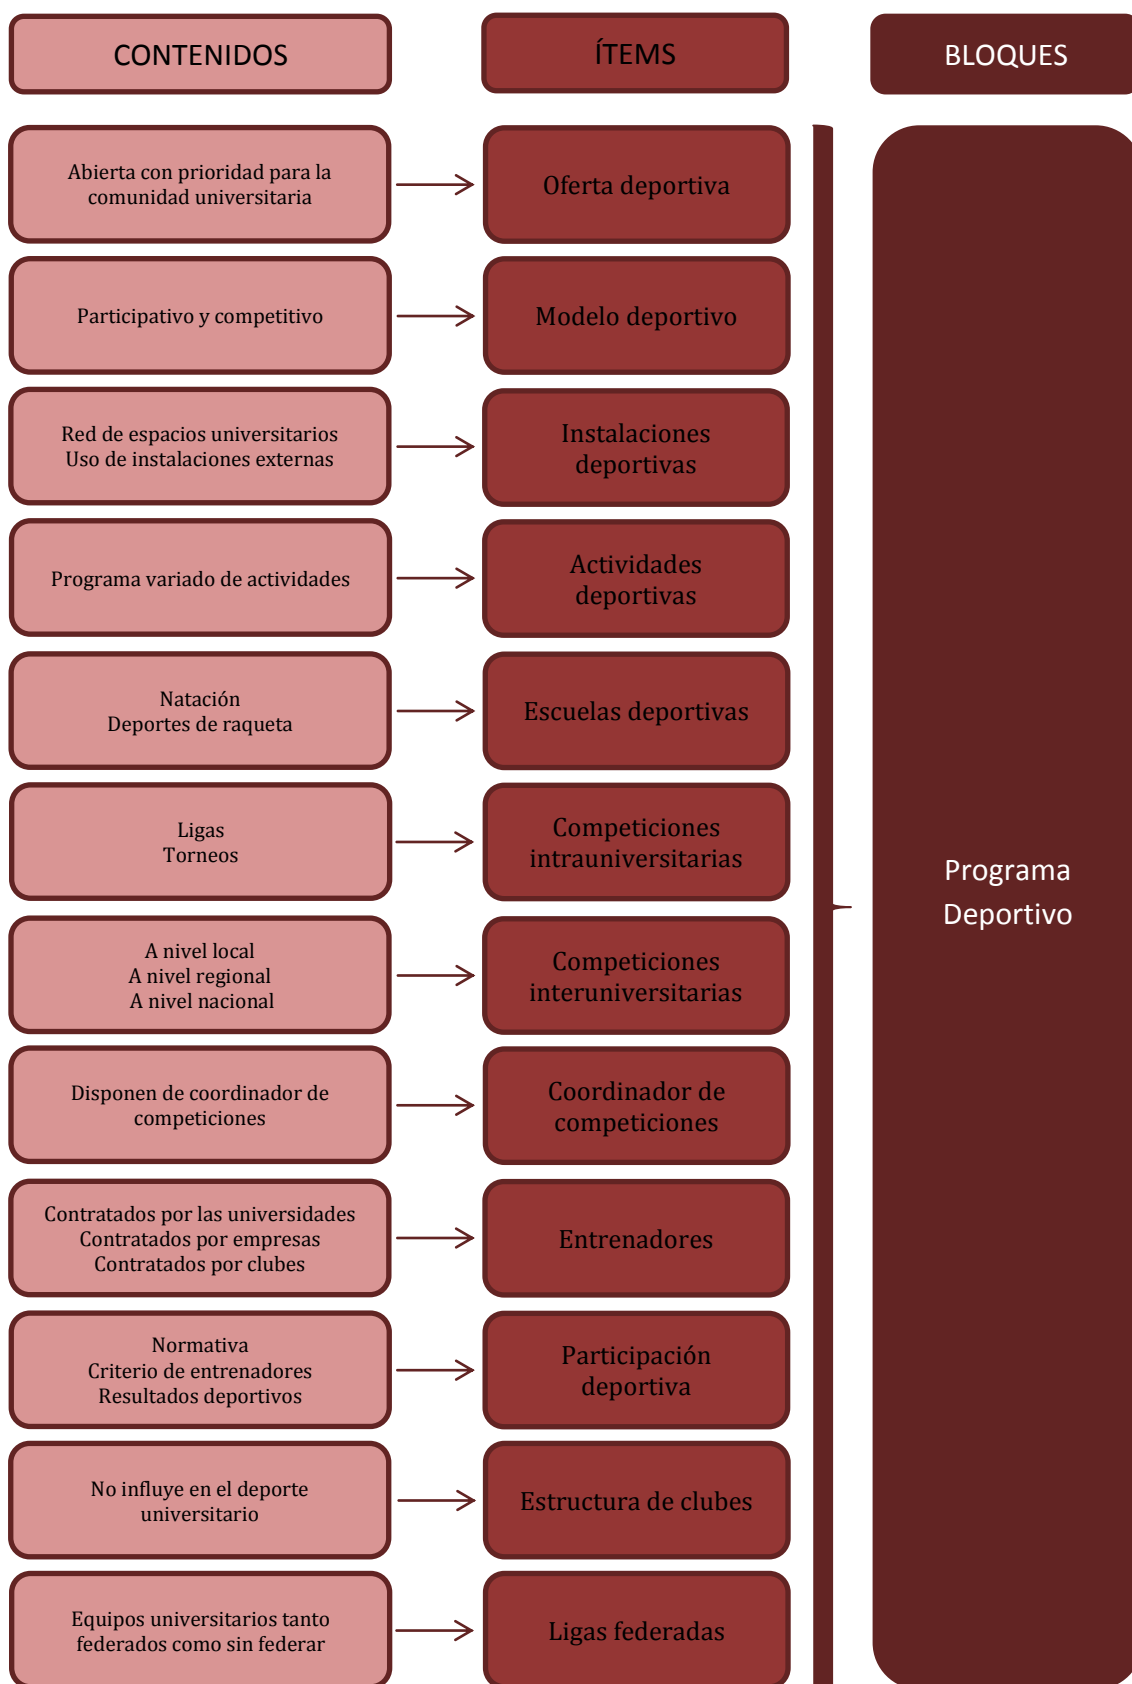 CONTENIDOS
ÍTEMS
BLOQUES
Abierta con prioridad para la
comunidad universitaria
Oferta deportiva
Participativo y competitivo
Modelo deportivo
Red de espacios universitarios
Uso de instalaciones externas
Instalaciones
deportivas
Programa variado de actividades
Actividades
deportivas
Natación
Deportes de raqueta
Escuelas deportivas
Ligas
Torneos
Competiciones
intrauniversitarias
A nivel local
A nivel regional
A nivel nacional
Competiciones
interuniversitarias
Disponen de coordinador de
competiciones
Coordinador de
competiciones
Contratados por las universidades
Contratados por empresas
Contratados por clubes
Entrenadores
Normativa
Criterio de entrenadores
Resultados deportivos
Participación
deportiva
No influye en el deporte
universitario
Estructura de clubes
Equipos universitarios tanto
federados como sin federar
Ligas federadas
Programa
Deportivo